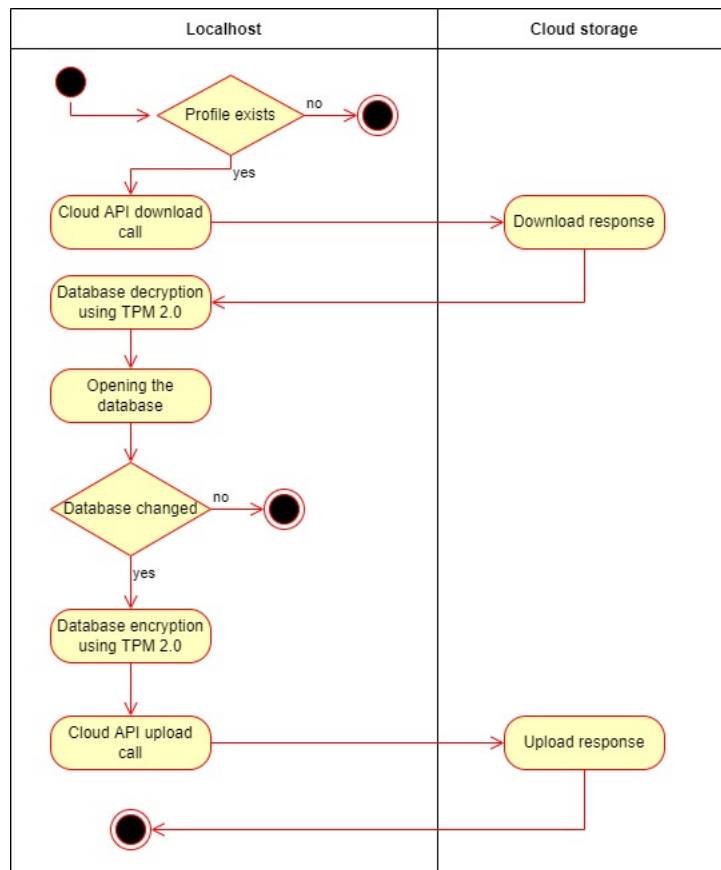 Localhost
Cloud storage
Profile exists
no
yes
Cloud API download
call
Download response
Database decryption
using TPM 2.0
Opening the
database
Database changed
no
yes
Database encryption
using TPM 2.0
Cloud API upload
call
Upload response